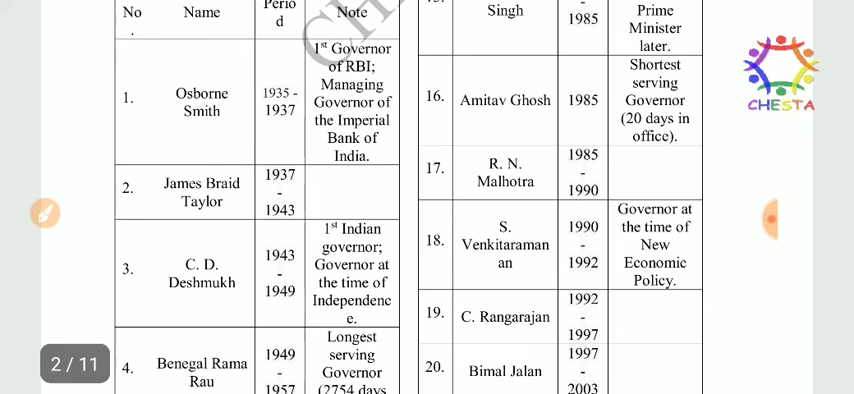 No
.
Name
Perio
d
Note
1.
Osborne
Smith
1935 -
1937
1st Governor
of RBI;
Managing
Governor of
the Imperial
Bank of
India.
2.
James Braid
Taylor
1937
-
1943
3.
C. D.
Deshmukh
1943
-
1949
1st Indian
governor;
Governor at
the time of
Independenc
e.
4.
Benegal Rama
Rau
1949
-
1957
Longest
serving
Governor
(2754 days
Singh
-
1985
Prime
Minister
later.
16.
Amitav Ghosh
1985
Shortest
serving
Governor
(20 days in
office).
17.
R. N.
Malhotra
1985
-
1990
18.
S.
Venkitaraman
an
1990
-
1992
Governor at
the time of
New
Economic
Policy.
19.
C. Rangarajan
1992
-
1997
20.
Bimal Jalan
1997
-
2003
CHESTA
2 / 11